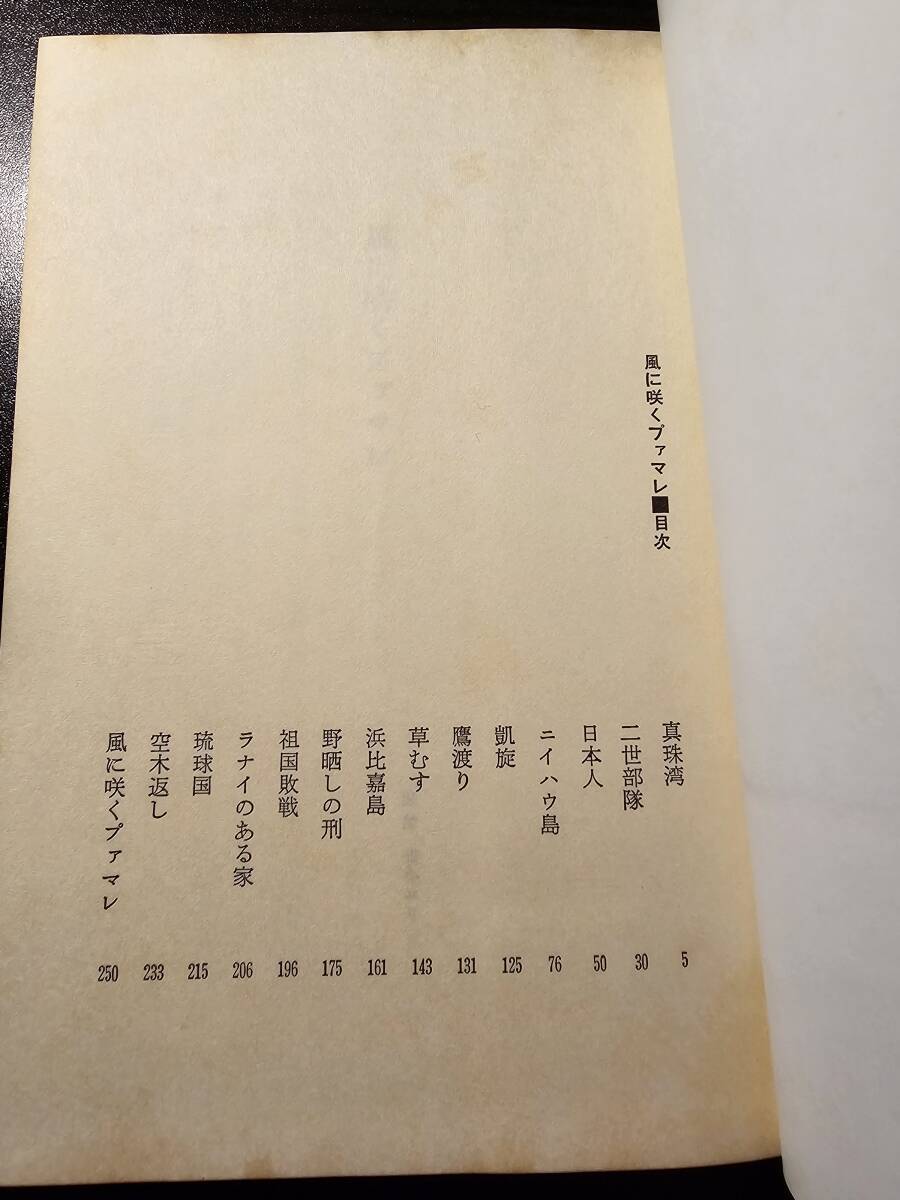 風に咲くプァマレ■目次
真珠湾 5
二世部隊 30
日本人 50
ニイハウ島 76
凱旋 125
鷹渡り 131
草むす 143
浜比嘉島 161
野晒しの刑 175
祖国敗戦 196
ラナイのある家 206
琉球国 215
空木返し 233
風に咲くプァマレ 250